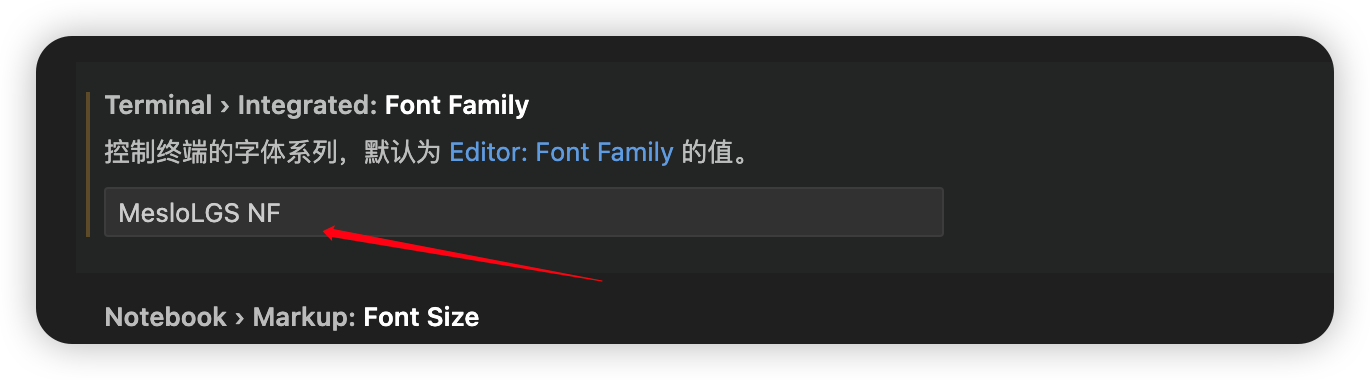 Terminal › Integrated: Font Family
控制终端的字体系列，默认为 Editor: Font Family 的值。
MesloLGS NF
Notebook › Markup: Font Size